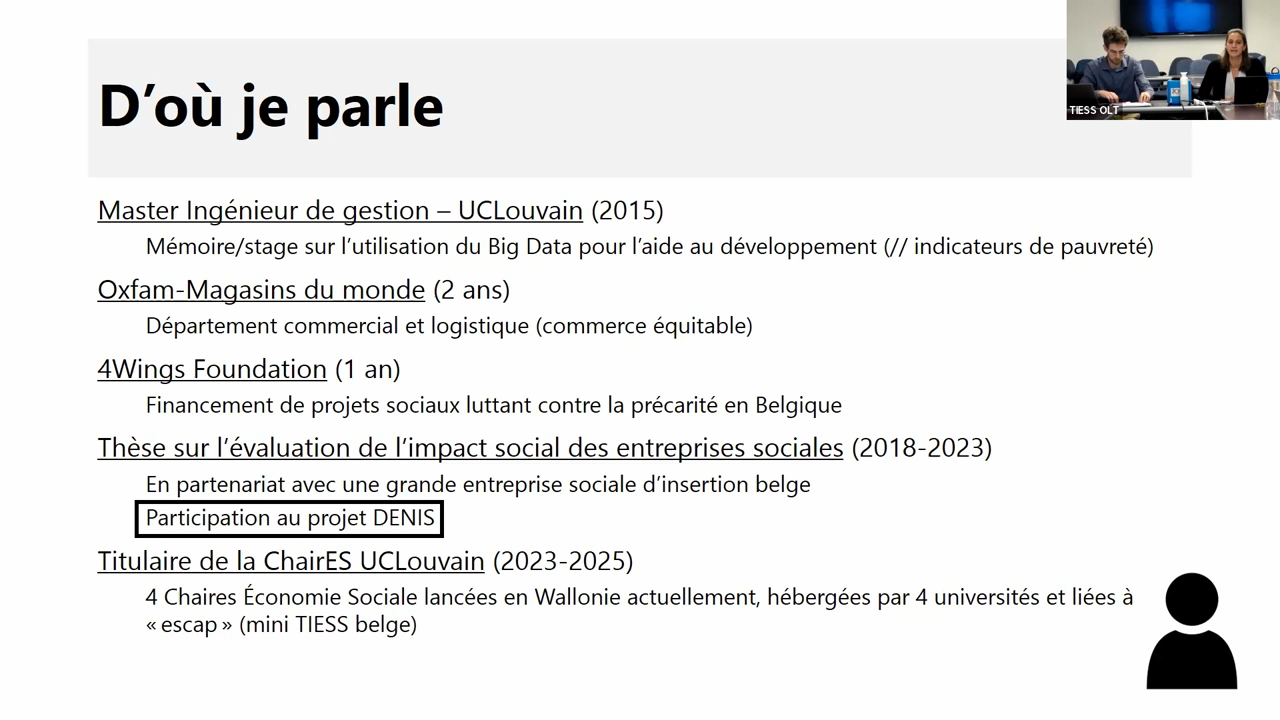 TIESS OLT
D’où je parle
Master Ingénieur de gestion – UCLouvain (2015)
Mémoire/stage sur l’utilisation du Big Data pour l’aide au développement (// indicateurs de pauvreté)
Oxfam-Magasins du monde (2 ans)
Département commercial et logistique (commerce équitable)
4Wings Foundation (1 an)
Financement de projets sociaux luttant contre la précarité en Belgique
Thèse sur l’évaluation de l’impact social des entreprises sociales (2018-2023)
En partenariat avec une grande entreprise sociale d’insertion belge
Participation au projet DENIS
Titulaire de la ChairES UCLouvain (2023-2025)
4 Chaires Économie Sociale lancées en Wallonie actuellement, hébergées par 4 universités et liées à
« escap » (mini TIESS belge)